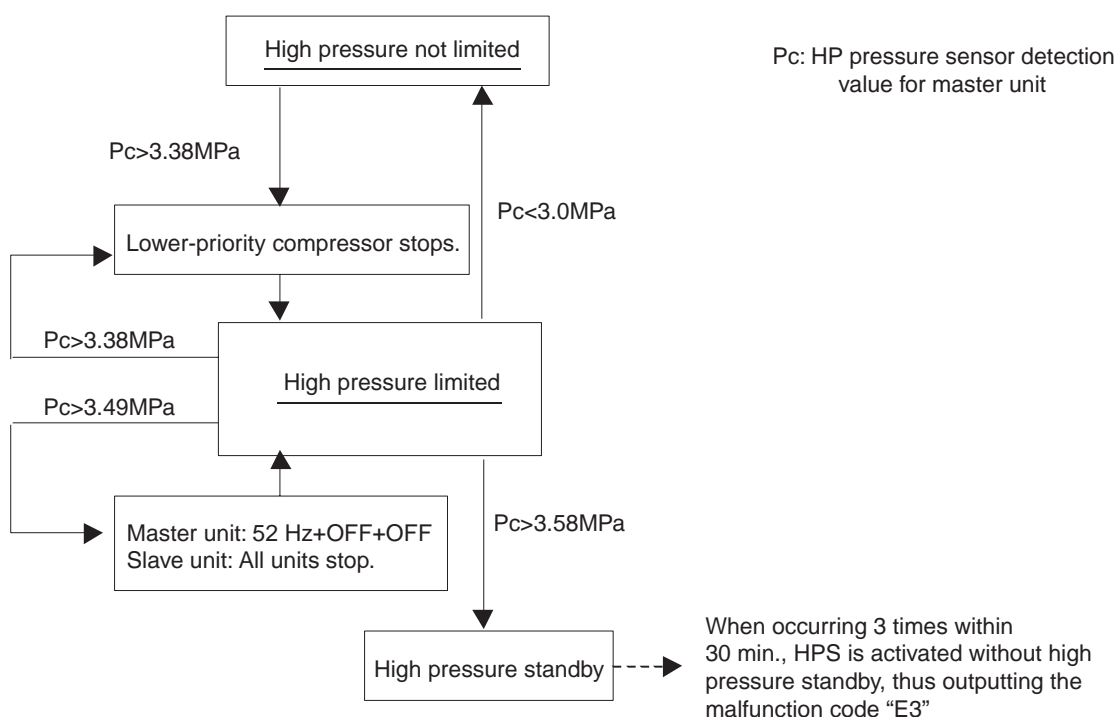 High pressure not limited
Pc: HP pressure sensor detection
value for master unit
Pc>3.38MPa
Pc<3.0MPa
Lower-priority compressor stops.
Pc>3.38MPa
High pressure limited
Pc>3.49MPa
Master unit: 52 Hz+OFF+OFF
Slave unit: All units stop.
Pc>3.58MPa
High pressure standby
When occurring 3 times within
30 min., HPS is activated without high
pressure standby, thus outputting the
malfunction code “E3”